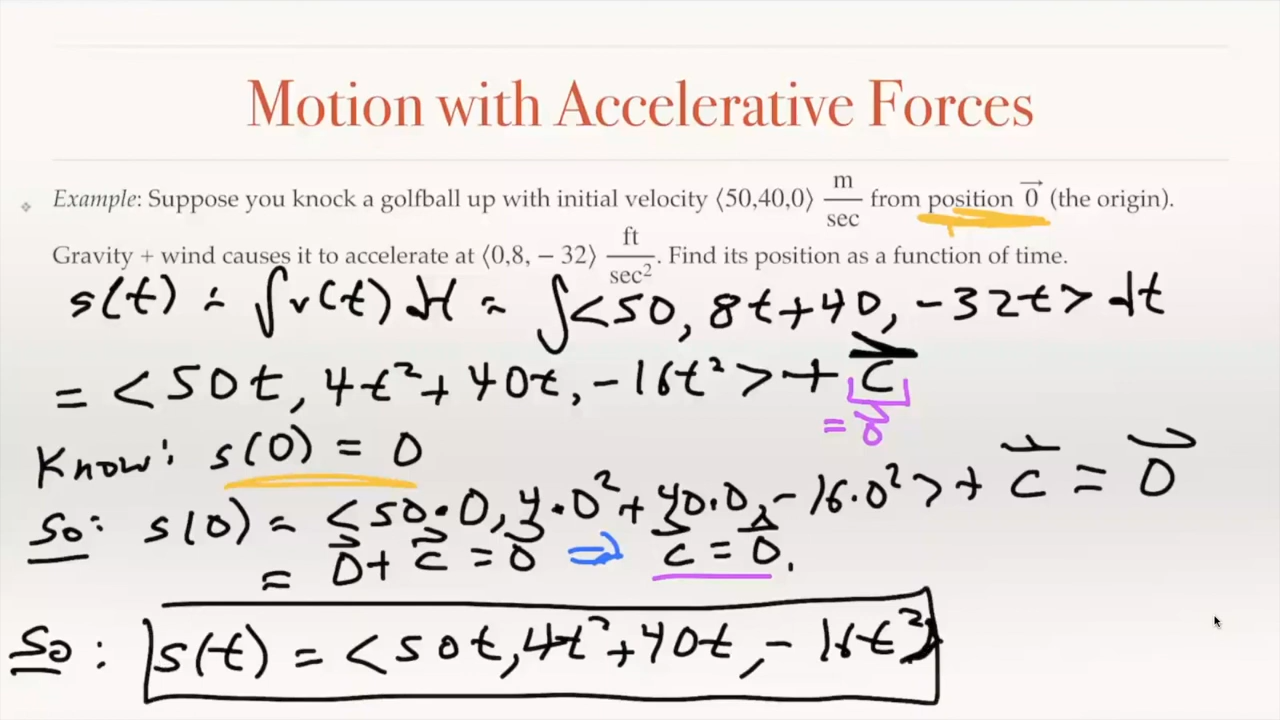 Motion with Accelerative Forces
Example: Suppose you knock a golfball up with initial velocity ⟨50,40,0⟩ m/sec from position 0⃗ (the origin).
Gravity + wind causes it to accelerate at ⟨0,8, − 32⟩ ft/sec². Find its position as a function of time.
s(t) = ∫v(t) dt = ∫<50, 8t+40, -32t> dt
= <50t, 4t²+40t, -16t²> + c⃗
= 0⃗
Know: s(0) = 0
So: s(0) = <50·0, 4·0²+40·0, -16·0²> + c⃗ = 0⃗
= 0⃗ + c⃗ = 0⃗ ⇒ c⃗ = 0⃗.
So: s(t) = <50t, 4t²+40t, -16t²>